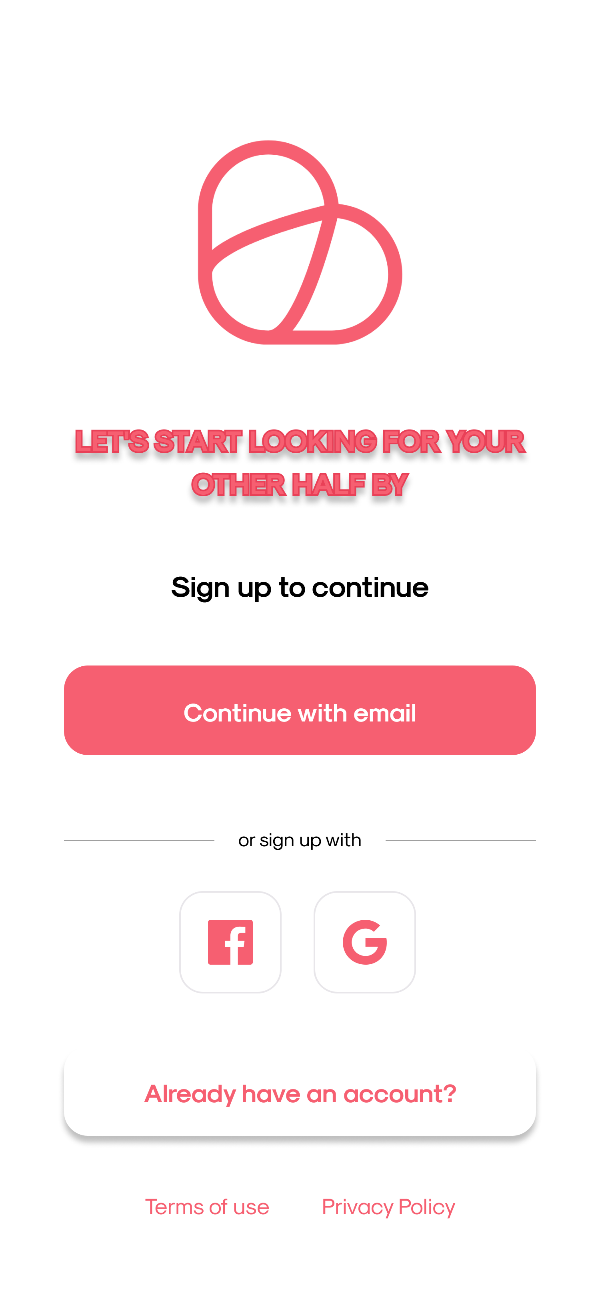 LET'S START LOOKING FOR YOUR
OTHER HALF BY
Sign up to continue
Continue with email
or sign up with
Already have an account?
Terms of use
Privacy Policy